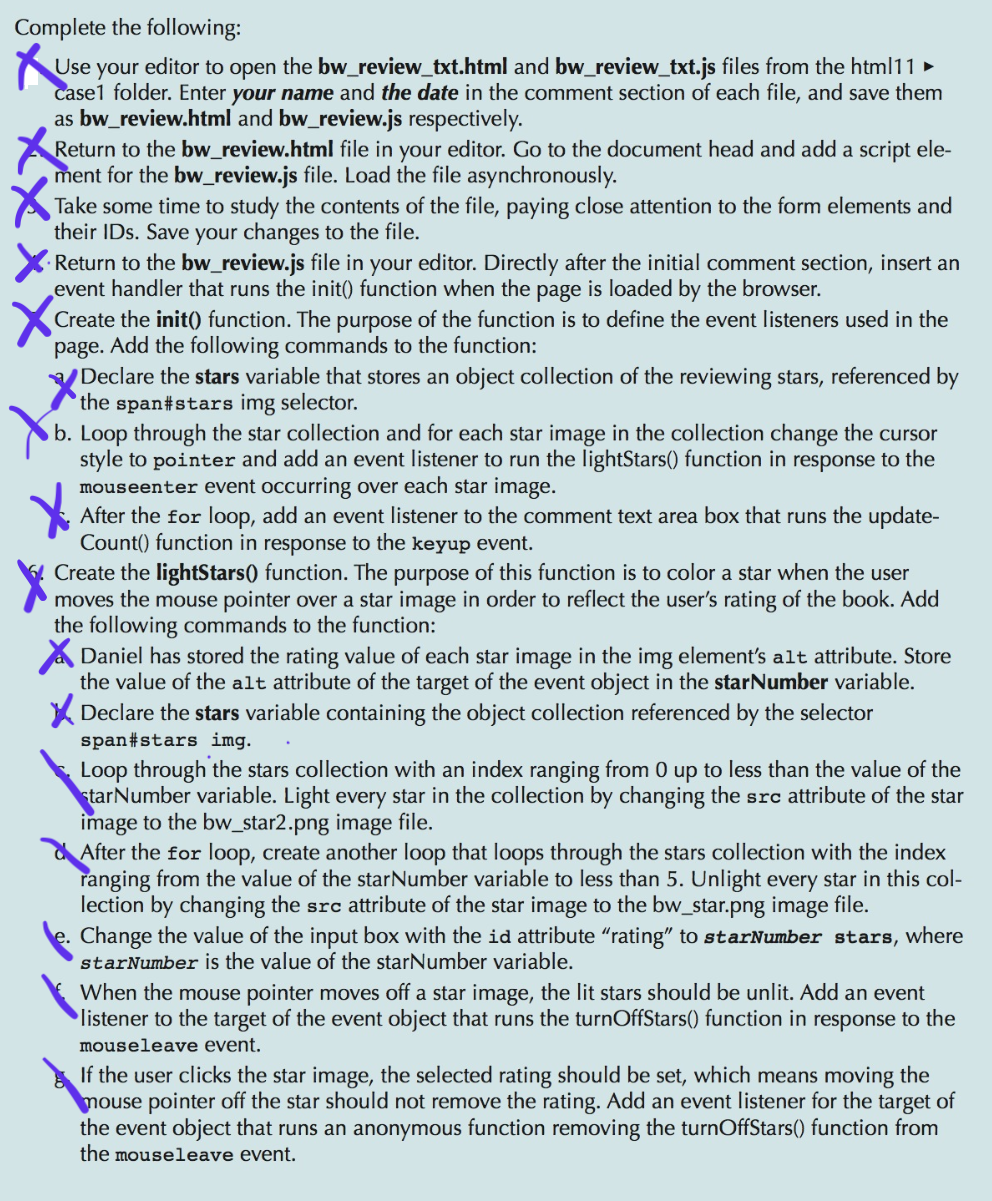 Complete the following:
Use your editor to open the bw_review_txt.html and bw_review_txt.js files from the html11 ▸
case1 folder. Enter your name and the date in the comment section of each file, and save them
as bw_review.html and bw_review.js respectively.
Return to the bw_review.html file in your editor. Go to the document head and add a script ele-
ment for the bw_review.js file. Load the file asynchronously.
Take some time to study the contents of the file, paying close attention to the form elements and
their IDs. Save your changes to the file.
Return to the bw_review.js file in your editor. Directly after the initial comment section, insert an
event handler that runs the init() function when the page is loaded by the browser.
Create the init() function. The purpose of the function is to define the event listeners used in the
page. Add the following commands to the function:
a. Declare the stars variable that stores an object collection of the reviewing stars, referenced by
the span#stars img selector.
b. Loop through the star collection and for each star image in the collection change the cursor
style to pointer and add an event listener to run the lightStars() function in response to the
mouseenter event occurring over each star image.
c. After the for loop, add an event listener to the comment text area box that runs the update-
Count() function in response to the keyup event.
6. Create the lightStars() function. The purpose of this function is to color a star when the user
moves the mouse pointer over a star image in order to reflect the user's rating of the book. Add
the following commands to the function:
a. Daniel has stored the rating value of each star image in the img element's alt attribute. Store
the value of the alt attribute of the target of the event object in the starNumber variable.
b. Declare the stars variable containing the object collection referenced by the selector
span#stars img.
c. Loop through the stars collection with an index ranging from 0 up to less than the value of the
starNumber variable. Light every star in the collection by changing the src attribute of the star
image to the bw_star2.png image file.
d. After the for loop, create another loop that loops through the stars collection with the index
ranging from the value of the starNumber variable to less than 5. Unlight every star in this col-
lection by changing the src attribute of the star image to the bw_star.png image file.
e. Change the value of the input box with the id attribute "rating" to starNumber stars, where
starNumber is the value of the starNumber variable.
f. When the mouse pointer moves off a star image, the lit stars should be unlit. Add an event
listener to the target of the event object that runs the turnOffStars() function in response to the
mouseleave event.
g. If the user clicks the star image, the selected rating should be set, which means moving the
mouse pointer off the star should not remove the rating. Add an event listener for the target of
the event object that runs an anonymous function removing the turnOffStars() function from
the mouseleave event.